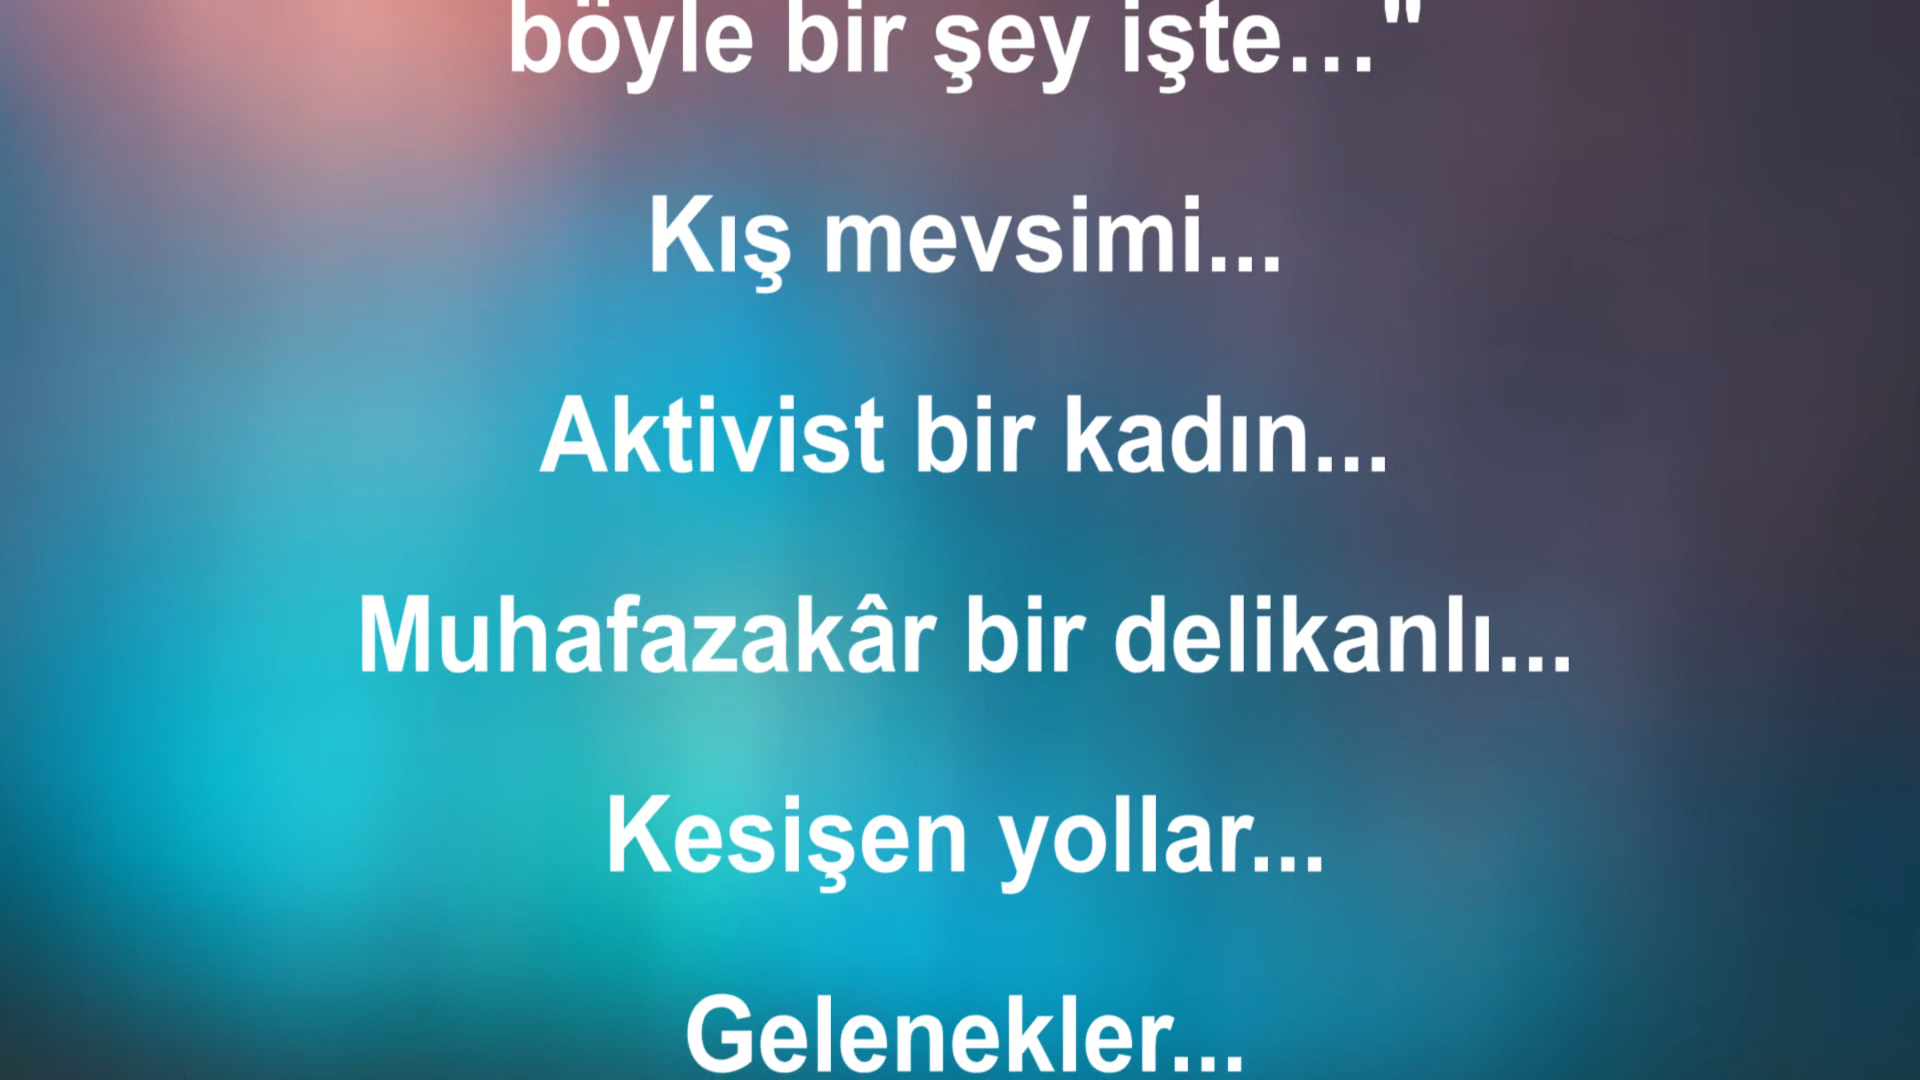 böyle bir şey işte..."
Kış mevsimi...
Aktivist bir kadın...
Muhafazakâr bir delikanlı...
Kesişen yollar...
Gelenekler...